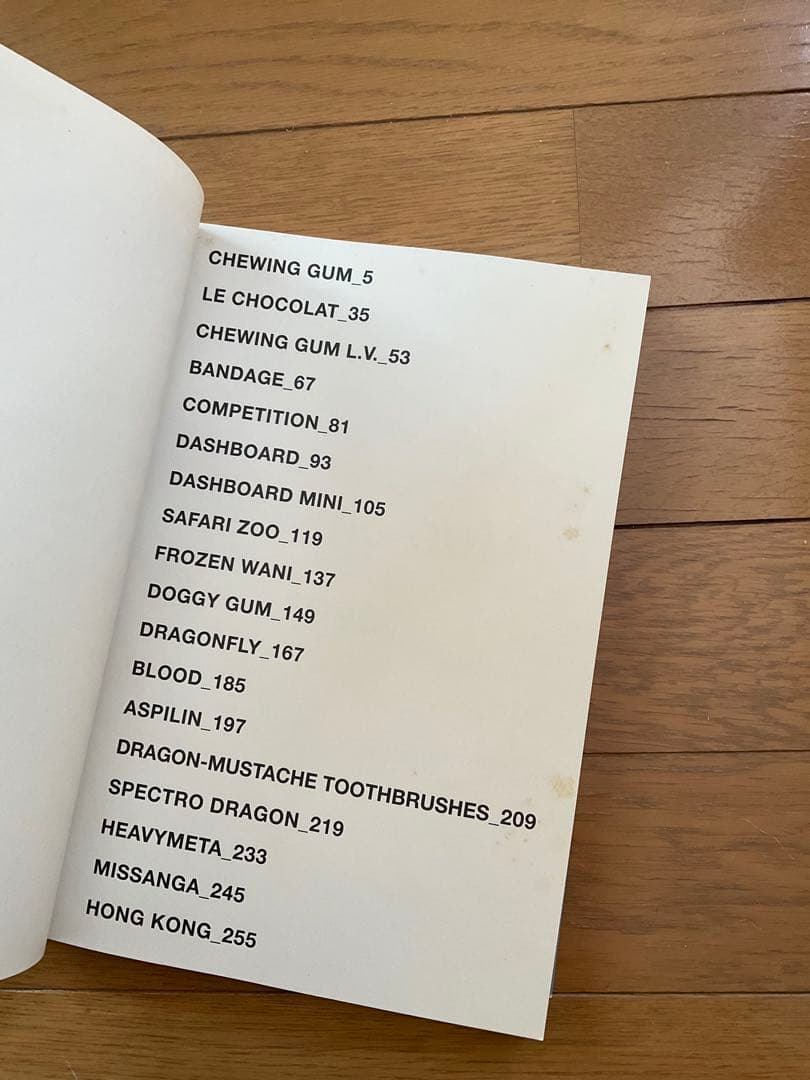 CHEWING GUM_5
LE CHOCOLAT_35
CHEWING GUM L.V._53
BANDAGE_67
COMPETITION_81
DASHBOARD_93
DASHBOARD MINI_105
SAFARI ZOO_119
FROZEN WANI_137
DOGGY GUM_149
DRAGONFLY_167
BLOOD_185
ASPILIN_197
DRAGON-MUSTACHE TOOTHBRUSHES_209
SPECTRO DRAGON_219
HEAVYMETA_233
MISSANGA_245
HONG KONG_255